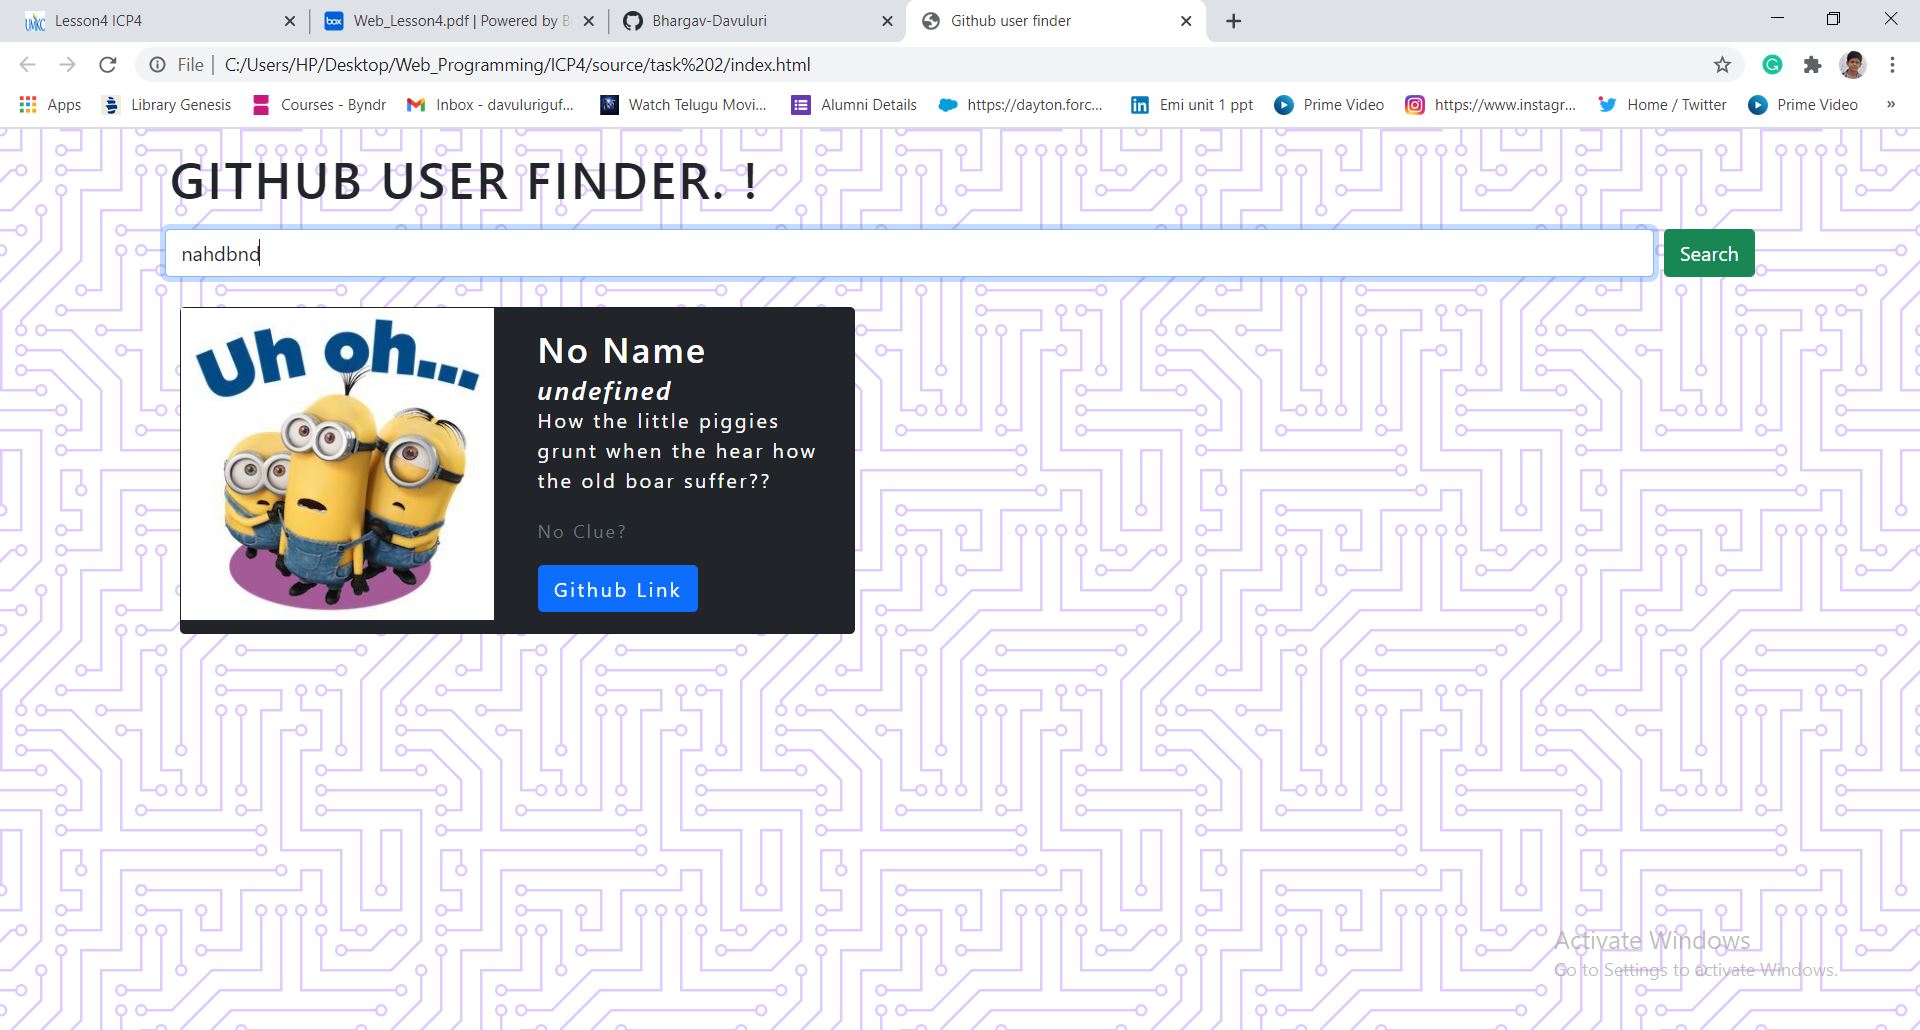 Lesson4 ICP4
Web_Lesson4.pdf | Powered by B
Bhargav-Davuluri
Github user finder
File | C:/Users/HP/Desktop/Web_Programming/ICP4/source/task%202/index.html
Apps
Library Genesis
Courses - Byndr
Inbox - davuluriguf...
Watch Telugu Movi...
Alumni Details
https://dayton.forc...
Emi unit 1 ppt
Prime Video
https://www.instagr...
Home / Twitter
Prime Video
»
GITHUB USER FINDER. !
nahdbnd
Search
Uh oh...
No Name
undefined
How the little piggies
grunt when the hear how
the old boar suffer??
No Clue?
Github Link
Activate Windows
Go to Settings to activate Windows.
UMKC
box